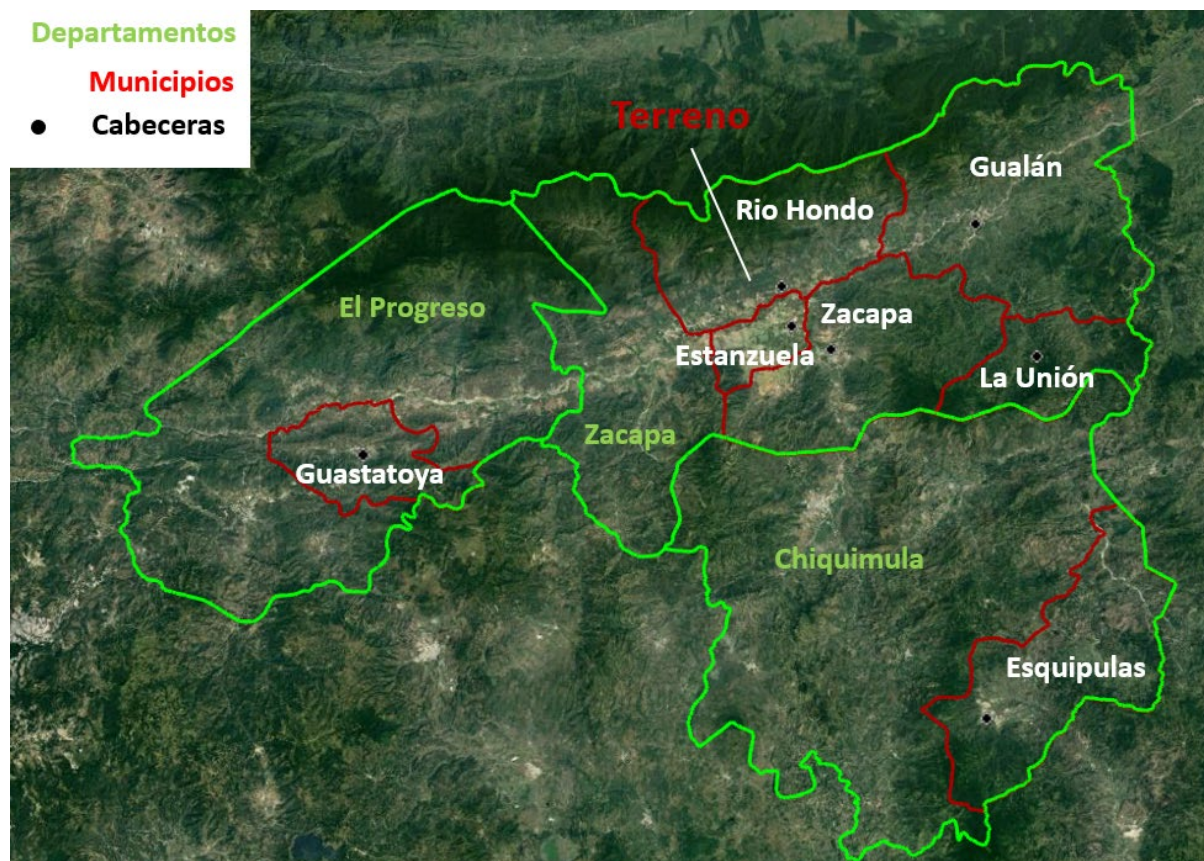 Departamentos
Municipios
Cabeceras
Terreno
Gualán
Rio Hondo
El Progreso
Zacapa
Estanzuela
La Unión
Zacapa
Guastatoya
Chiquimula
Esquipulas